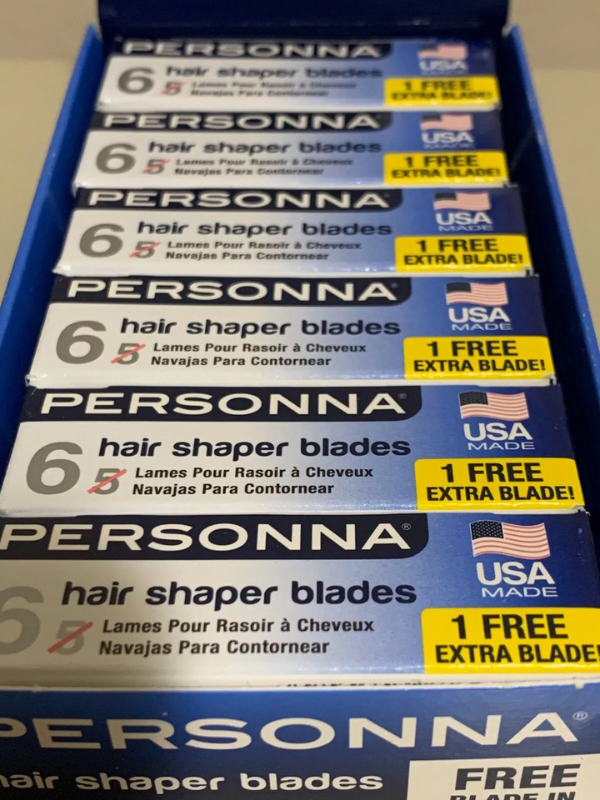 PERSONNA
6 5 hair shaper blades
Lames Pour Rasoir à Cheveux
Navajas Para Contornear
USA
MADE
1 FREE
EXTRA BLADE!
PERSONNA
6 5 hair shaper blades
Lames Pour Rasoir à Cheveux
Navajas Para Contornear
USA
MADE
1 FREE
EXTRA BLADE!
PERSONNA
6 5 hair shaper blades
Lames Pour Rasoir à Cheveux
Navajas Para Contornear
USA
MADE
1 FREE
EXTRA BLADE!
PERSONNA
6 5 hair shaper blades
Lames Pour Rasoir à Cheveux
Navajas Para Contornear
USA
MADE
1 FREE
EXTRA BLADE!
PERSONNA®
6 5 hair shaper blades
Lames Pour Rasoir à Cheveux
Navajas Para Contornear
USA
MADE
1 FREE
EXTRA BLADE!
PERSONNA®
6 5 hair shaper blades
Lames Pour Rasoir à Cheveux
Navajas Para Contornear
USA
MADE
1 FREE
EXTRA BLADE!
PERSONNA®
hair shaper blades
FREE
BLADE IN